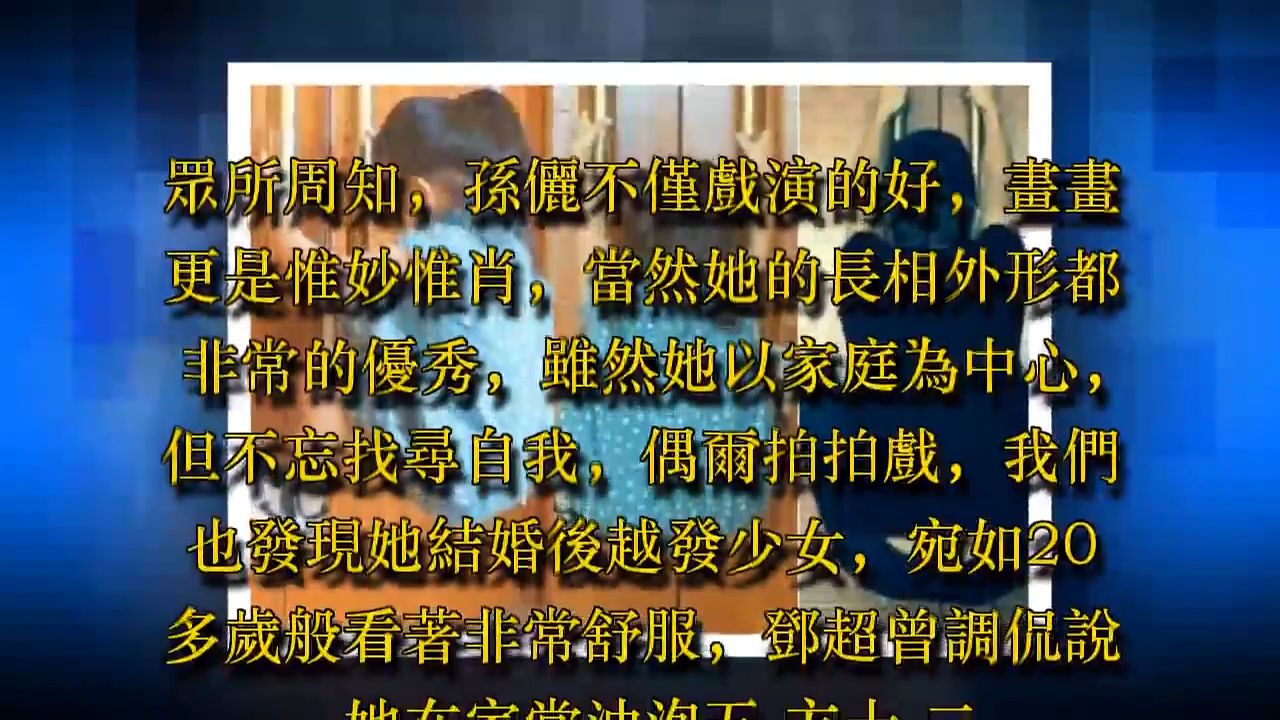 眾所周知，孫儷不僅戲演的好，畫畫
更是惟妙惟肖，當然她的長相外形都
非常的優秀，雖然她以家庭為中心，
但不忘找尋自我，偶爾拍拍戲，我們
也發現她結婚後越發少女，宛如20
多歲般看著非常舒服，鄧超曾調侃說